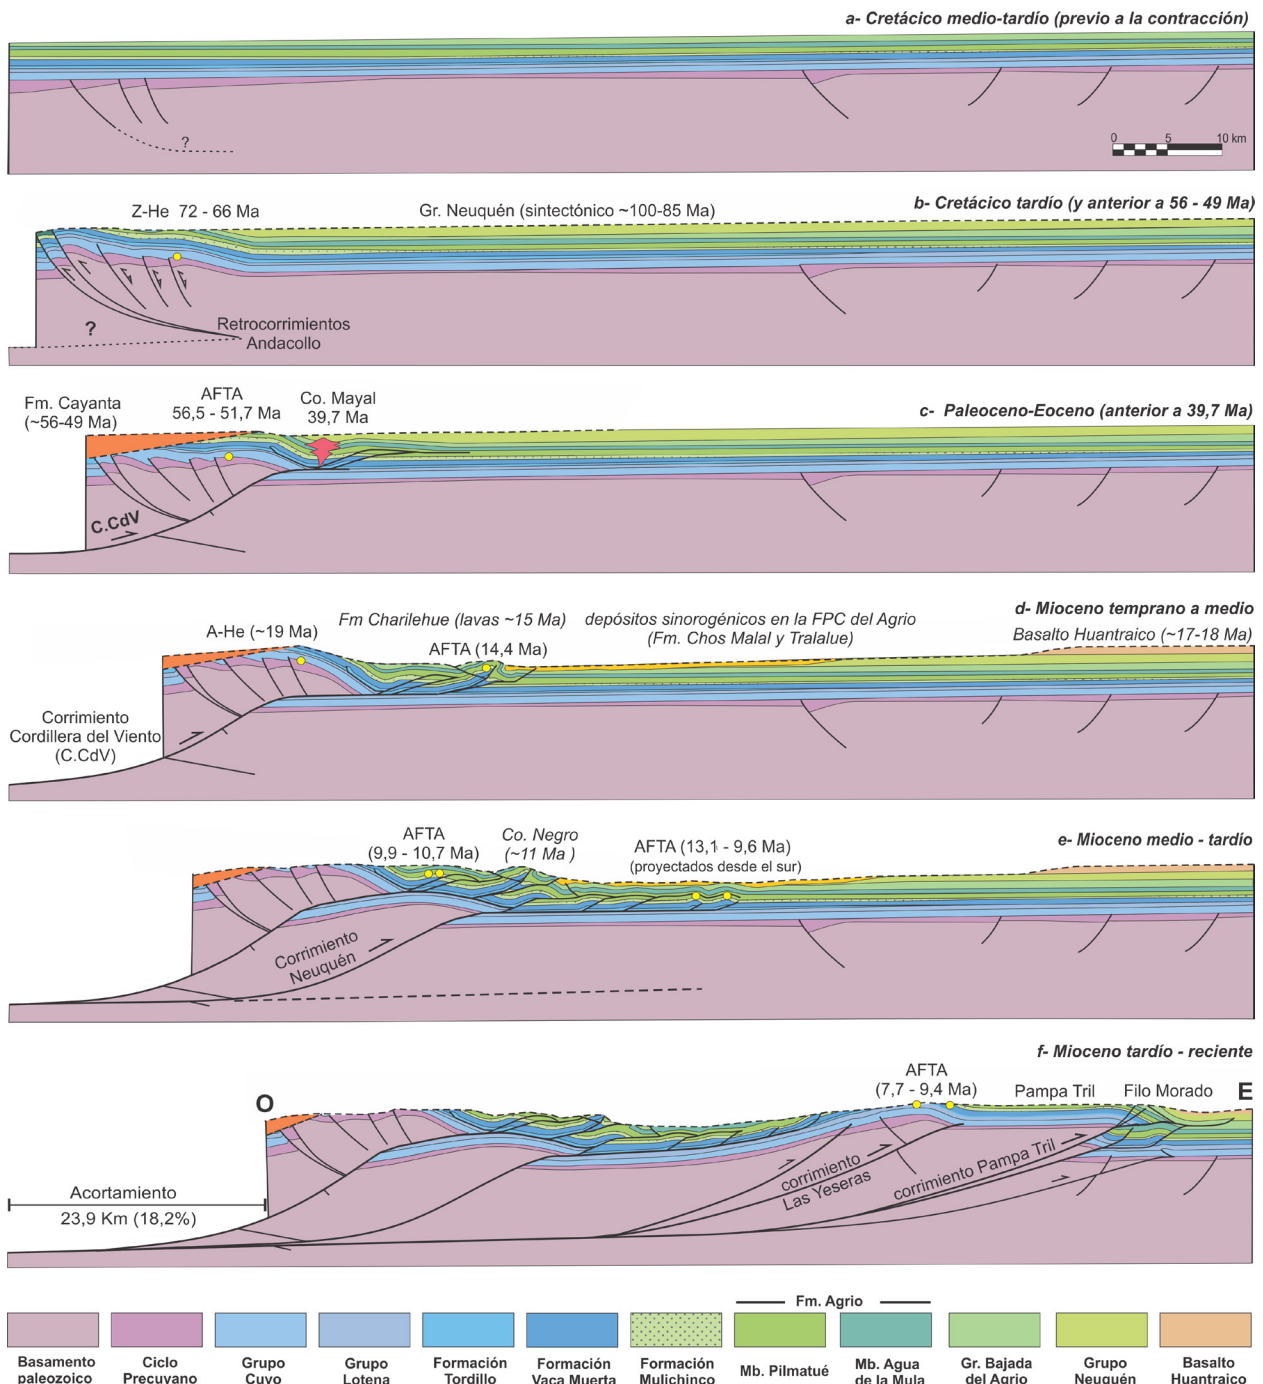 a- Cretácico medio-tardío (previo a la contracción)
?
0 5 10 km
b- Cretácico tardío (y anterior a 56 - 49 Ma)
Z-He 72 - 66 Ma
Gr. Neuquén (sintectónico ~100-85 Ma)
?
Retrocorrimientos
Andacollo
c- Paleoceno-Eoceno (anterior a 39,7 Ma)
Fm. Cayanta
(~56-49 Ma)
AFTA
56,5 - 51,7 Ma
Co. Mayal
39,7 Ma
C.CdV
d- Mioceno temprano a medio
A-He (~19 Ma)
Fm Charilehue (lavas ~15 Ma)
AFTA (14,4 Ma)
depósitos sinorogénicos en la FPC del Agrio
(Fm. Chos Malal y Tralalue)
Basalto Huantraico (~17-18 Ma)
Corrimiento
Cordillera del Viento
(C.CdV)
e- Mioceno medio - tardío
AFTA
(9,9 - 10,7 Ma)
Co. Negro
(~11 Ma )
AFTA (13,1 - 9,6 Ma)
(proyectados desde el sur)
Corrimiento
Neuquén
f- Mioceno tardío - reciente
O
AFTA
(7,7 - 9,4 Ma)
Pampa Tril
Filo Morado
E
Acortamiento
23,9 Km (18,2%)
corrimiento
Las Yeseras
corrimiento Pampa Tril
Fm. Agrio
Basamento
paleozoico
Ciclo
Precuvano
Grupo
Cuyo
Grupo
Lotena
Formación
Tordillo
Formación
Vaca Muerta
Formación
Mulichinco
Mb. Pilmatué
Mb. Agua
de la Mula
Gr. Bajada
del Agrio
Grupo
Neuquén
Basalto
Huantraico